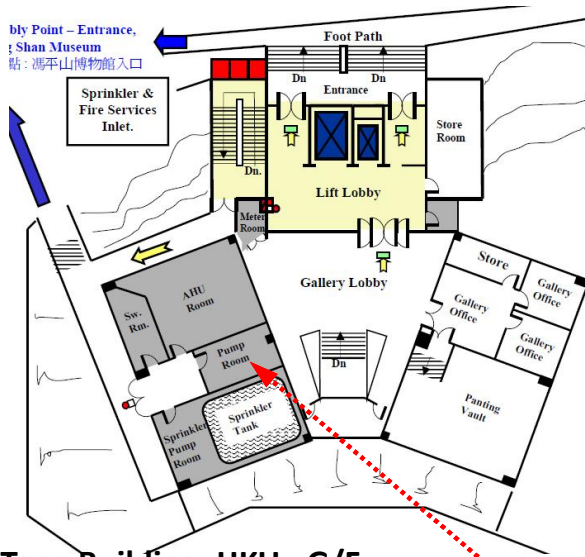 bly Point – Entrance,
g Shan Museum
點 : 馮平山博物館入口
Foot Path
Dn
Dn
Entrance
Sprinkler &
Fire Services
Inlet.
Store
Room
Dn.
Lift Lobby
Meter
Room
Gallery Lobby
Store
Gallery
Office
Gallery
Office
Gallery
Office
AHU
Room
Sw.
Rm.
Pump
Room
Dn
Sprinkler
Tank
Sprinkler
Pump
Room
Panting
Vault